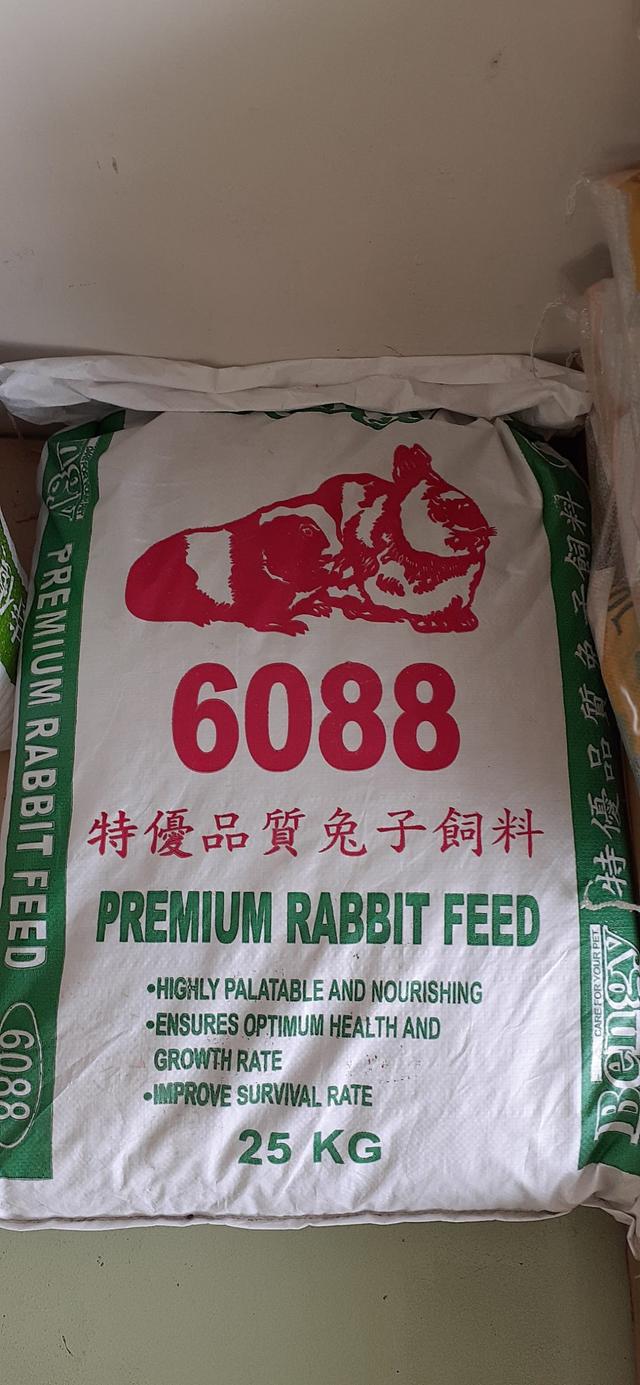 6088
特優品質兔子飼料
PREMIUM RABBIT FEED
•HIGHLY PALATABLE AND NOURISHING
•ENSURES OPTIMUM HEALTH AND
GROWTH RATE
•IMPROVE SURVIVAL RATE
25 KG
PREMIUM RABBIT FEED
6088
特優品質兔子飼料
CARE FOR YOUR PET
Bengy